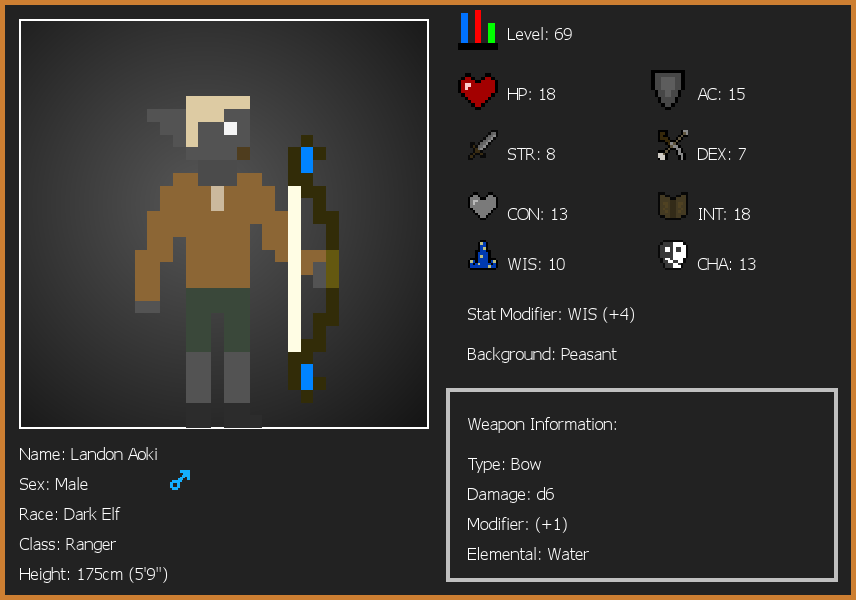 Level: 69
HP: 18
AC: 15
STR: 8
DEX: 7
CON: 13
INT: 18
WIS: 10
CHA: 13
Stat Modifier: WIS (+4)
Background: Peasant
Weapon Information:
Type: Bow
Damage: d6
Modifier: (+1)
Elemental: Water
Name: Landon Aoki
Sex: Male
Race: Dark Elf
Class: Ranger
Height: 175cm (5'9")